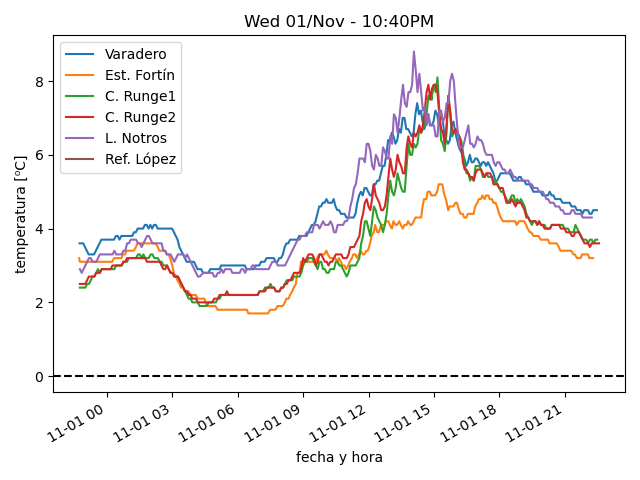 Wed 01/Nov - 10:40PM
Varadero
Est. Fortín
C. Runge1
C. Runge2
L. Notros
Ref. López
temperatura [ºC]
8
6
4
2
0
11-01 00
11-01 03
11-01 06
11-01 09
11-01 12
11-01 15
11-01 18
11-01 21
fecha y hora